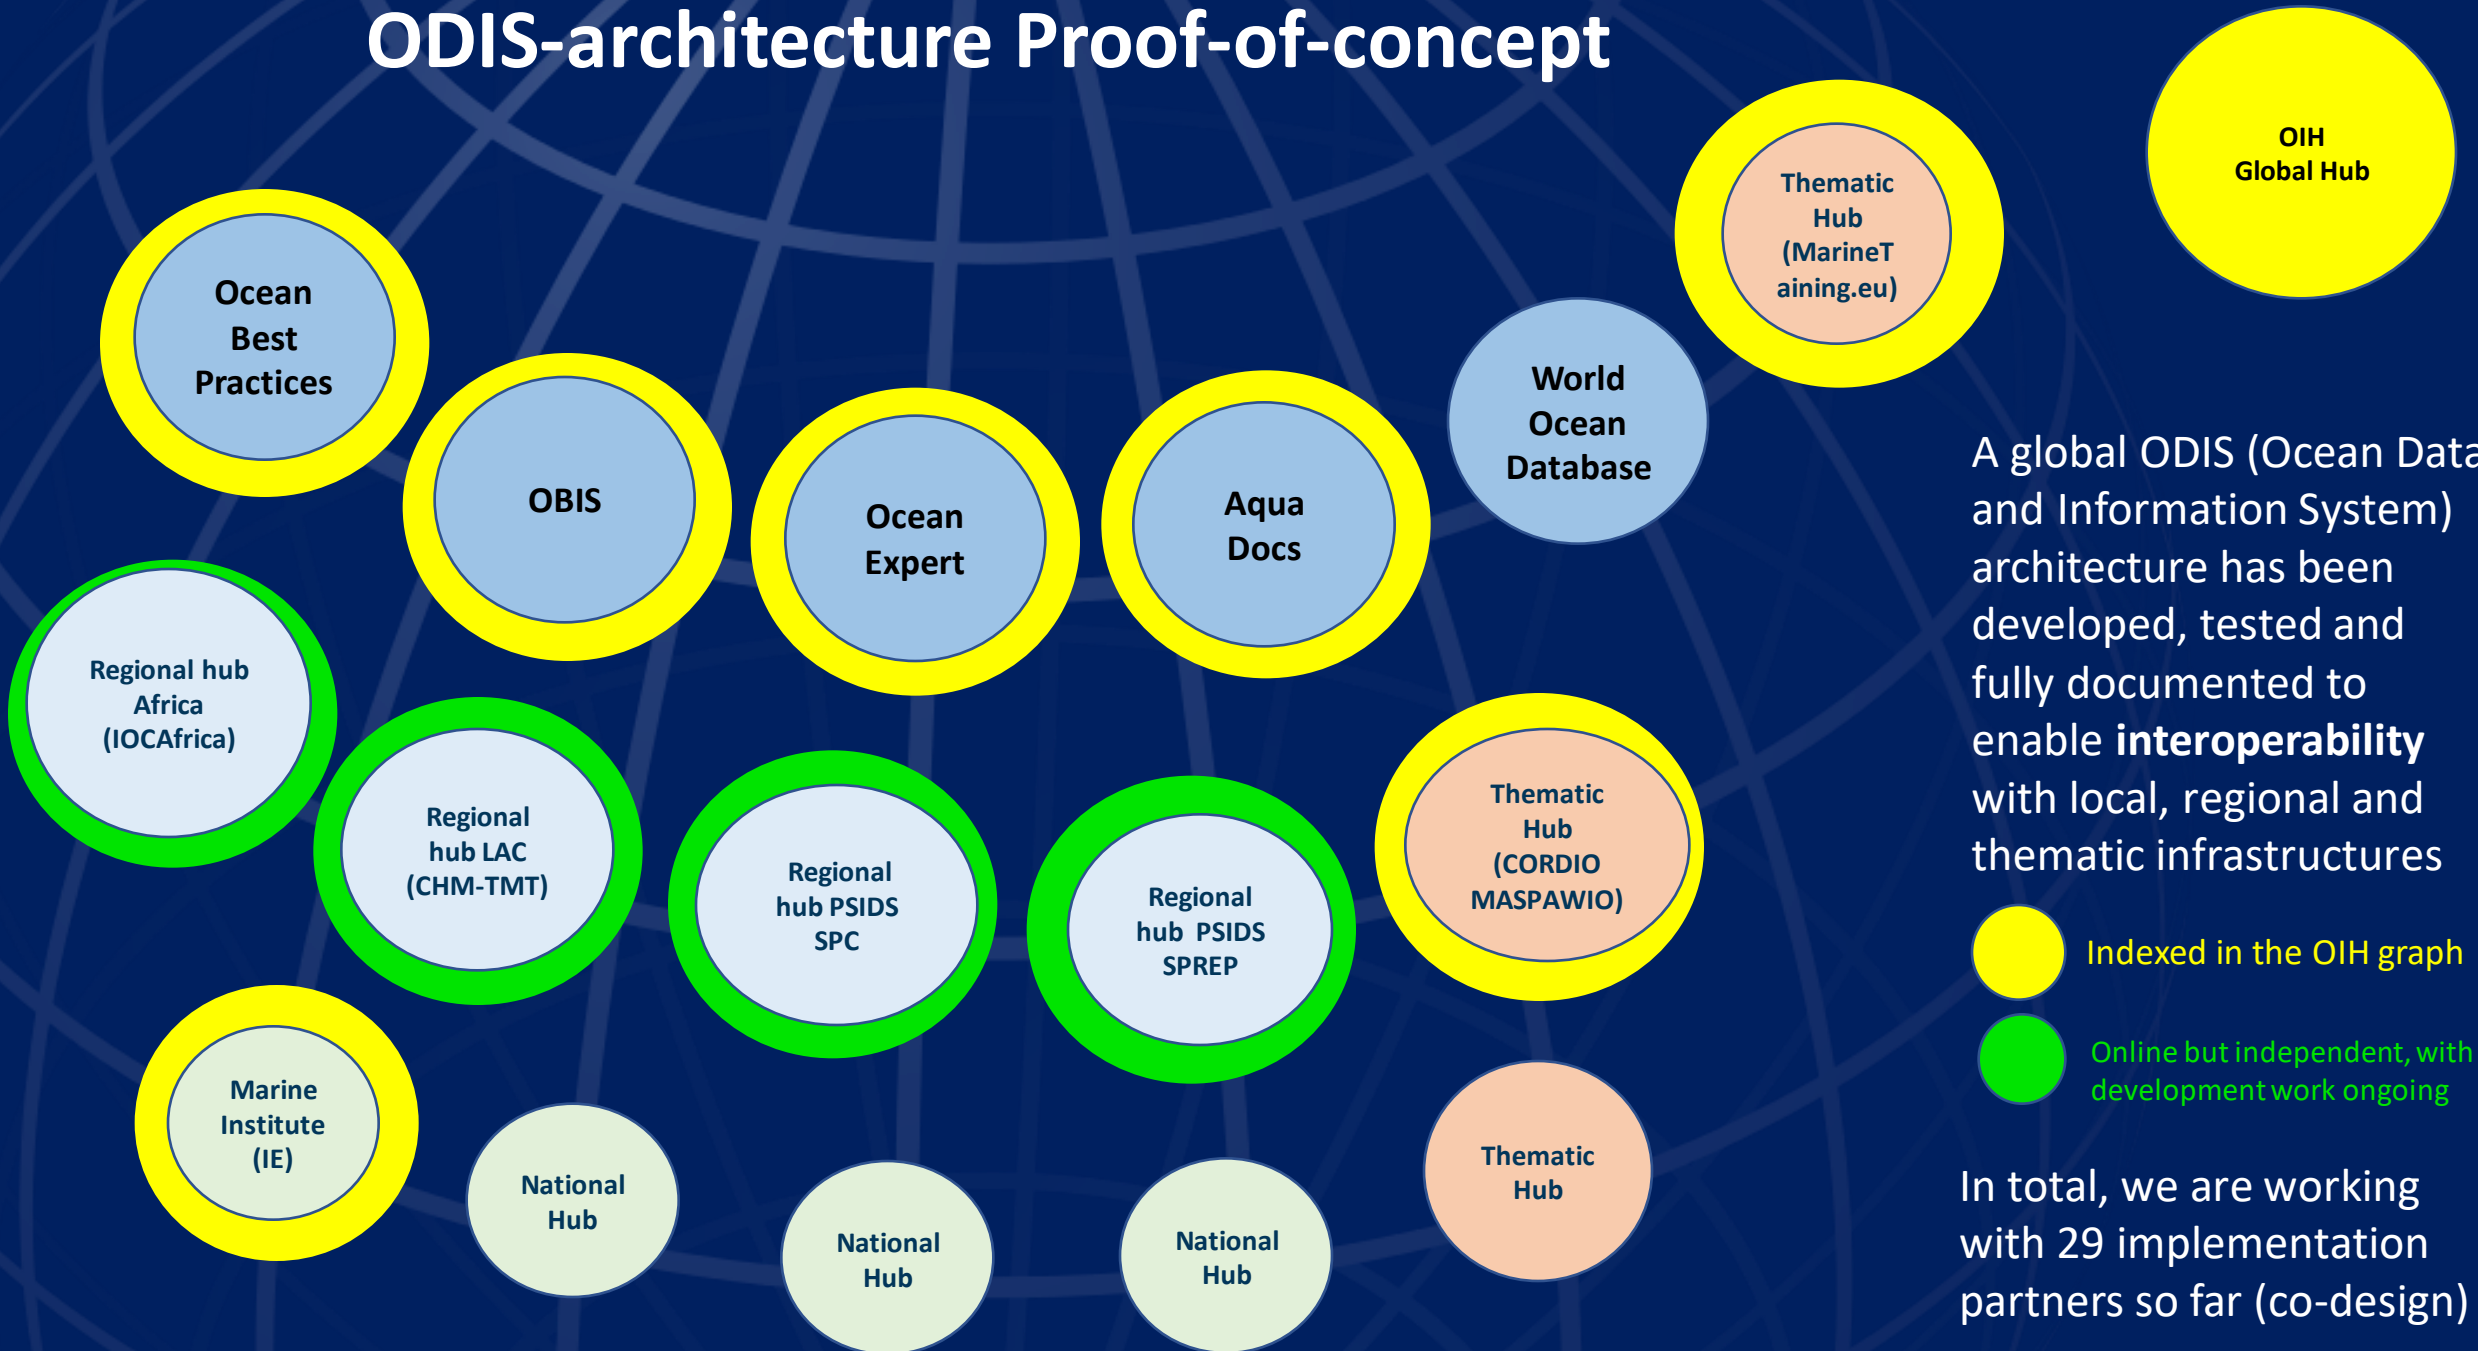 ODIS-architecture Proof-of-concept
OIH
Global Hub
Thematic
Hub
(MarineT
aining.eu)
Ocean
Best
Practices
OBIS
Ocean
Expert
Aqua
Docs
World
Ocean
Database
A global ODIS (Ocean Data
and Information System)
architecture has been
developed, tested and
fully documented to
enable interoperability
with local, regional and
thematic infrastructures
Regional hub
Africa
(IOCAfrica)
Regional
hub LAC
(CHM-TMT)
Regional
hub PSIDS
SPC
Regional
hub PSIDS
SPREP
Thematic
Hub
(CORDIO
MASPAWIO)
Indexed in the OIH graph
Online but independent, with
development work ongoing
Marine
Institute
(IE)
National
Hub
National
Hub
National
Hub
Thematic
Hub
In total, we are working
with 29 implementation
partners so far (co-design)